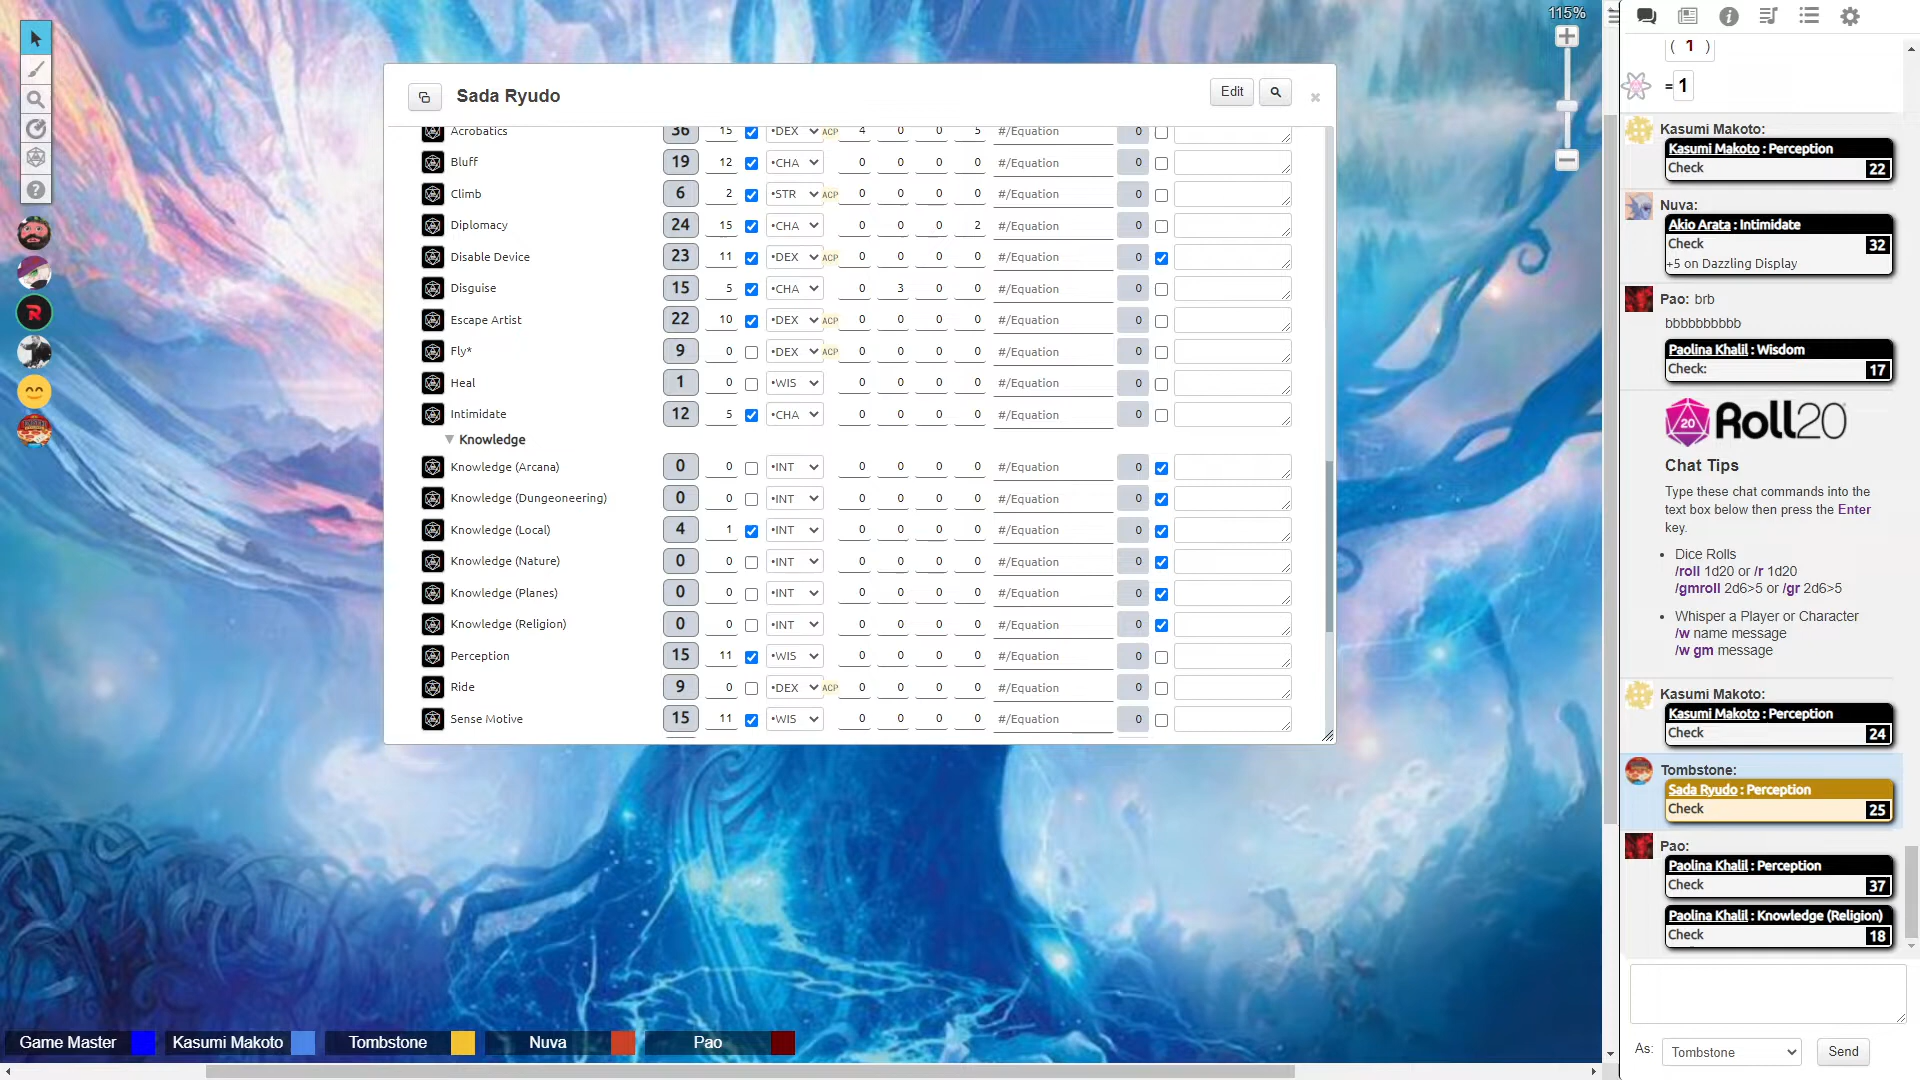 115%
Sada Ryudo
Edit
Acrobatics 36 15 •DEX ACP 4 0 0 5 #/Equation 0
Bluff 19 12 •CHA 0 0 0 0 #/Equation 0
Climb 6 2 •STR ACP 0 0 0 0 #/Equation 0
Diplomacy 24 15 •CHA 0 0 0 2 #/Equation 0
Disable Device 23 11 •DEX ACP 0 0 0 0 #/Equation 0
Disguise 15 5 •CHA 0 3 0 0 #/Equation 0
Escape Artist 22 10 •DEX ACP 0 0 0 0 #/Equation 0
Fly* 9 0 •DEX ACP 0 0 0 0 #/Equation 0
Heal 1 0 •WIS 0 0 0 0 #/Equation 0
Intimidate 12 5 •CHA 0 0 0 0 #/Equation 0
Knowledge
Knowledge (Arcana) 0 0 •INT 0 0 0 0 #/Equation 0
Knowledge (Dungeoneering) 0 0 •INT 0 0 0 0 #/Equation 0
Knowledge (Local) 4 1 •INT 0 0 0 0 #/Equation 0
Knowledge (Nature) 0 0 •INT 0 0 0 0 #/Equation 0
Knowledge (Planes) 0 0 •INT 0 0 0 0 #/Equation 0
Knowledge (Religion) 0 0 •INT 0 0 0 0 #/Equation 0
Perception 15 11 •WIS 0 0 0 0 #/Equation 0
Ride 9 0 •DEX ACP 0 0 0 0 #/Equation 0
Sense Motive 15 11 •WIS 0 0 0 0 #/Equation 0
Game Master
Kasumi Makoto
Tombstone
Nuva
Pao
( 1 )
=1
Kasumi Makoto:
Kasumi Makoto : Perception
Check 22
Nuva:
Akio Arata : Intimidate
Check 32
+5 on Dazzling Display
Pao: brb
bbbbbbbbbb
Paolina Khalil : Wisdom
Check: 17
20 Roll20
Chat Tips
Type these chat commands into the
text box below then press the Enter
key.
• Dice Rolls
/roll 1d20 or /r 1d20
/gmroll 2d6>5 or /gr 2d6>5
• Whisper a Player or Character
/w name message
/w gm message
Kasumi Makoto:
Kasumi Makoto : Perception
Check 24
Tombstone:
Sada Ryudo : Perception
Check 25
Pao:
Paolina Khalil : Perception
Check 37
Paolina Khalil : Knowledge (Religion)
Check 18
As: Tombstone Send